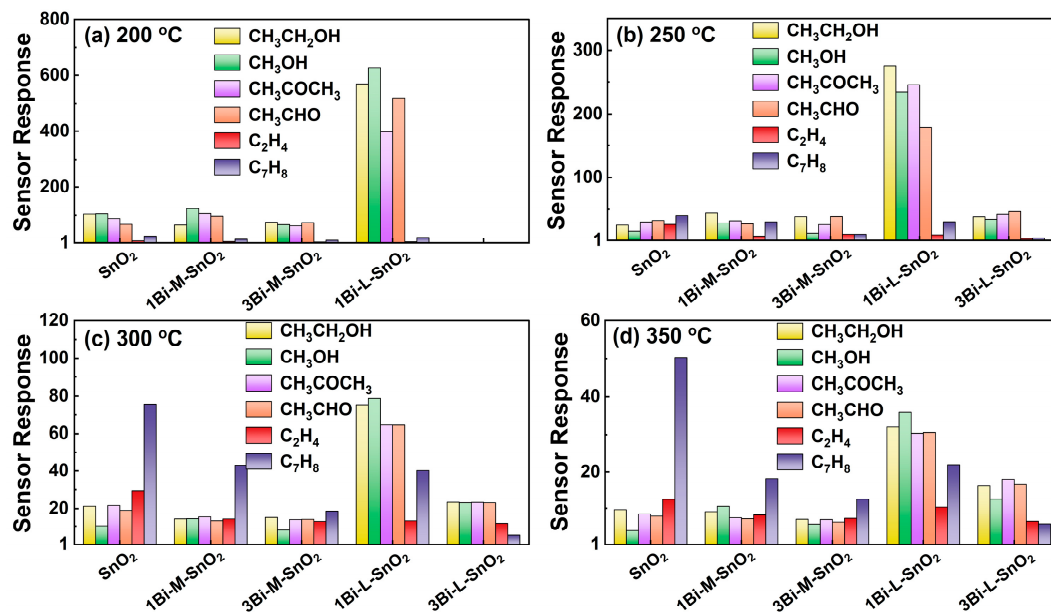 (a) 200 °C
Sensor Response
800
600
400
200
1
CH₃CH₂OH
CH₃OH
CH₃COCH₃
CH₃CHO
C₂H₄
C₇H₈
SnO₂
1Bi-M-SnO₂
3Bi-M-SnO₂
1Bi-L-SnO₂
(b) 250 °C
Sensor Response
300
200
100
1
CH₃CH₂OH
CH₃OH
CH₃COCH₃
CH₃CHO
C₂H₄
C₇H₈
SnO₂
1Bi-M-SnO₂
3Bi-M-SnO₂
1Bi-L-SnO₂
3Bi-L-SnO₂
(c) 300 °C
Sensor Response
120
100
80
60
40
20
1
CH₃CH₂OH
CH₃OH
CH₃COCH₃
CH₃CHO
C₂H₄
C₇H₈
SnO₂
1Bi-M-SnO₂
3Bi-M-SnO₂
1Bi-L-SnO₂
3Bi-L-SnO₂
(d) 350 °C
Sensor Response
60
40
20
1
CH₃CH₂OH
CH₃OH
CH₃COCH₃
CH₃CHO
C₂H₄
C₇H₈
SnO₂
1Bi-M-SnO₂
3Bi-M-SnO₂
1Bi-L-SnO₂
3Bi-L-SnO₂